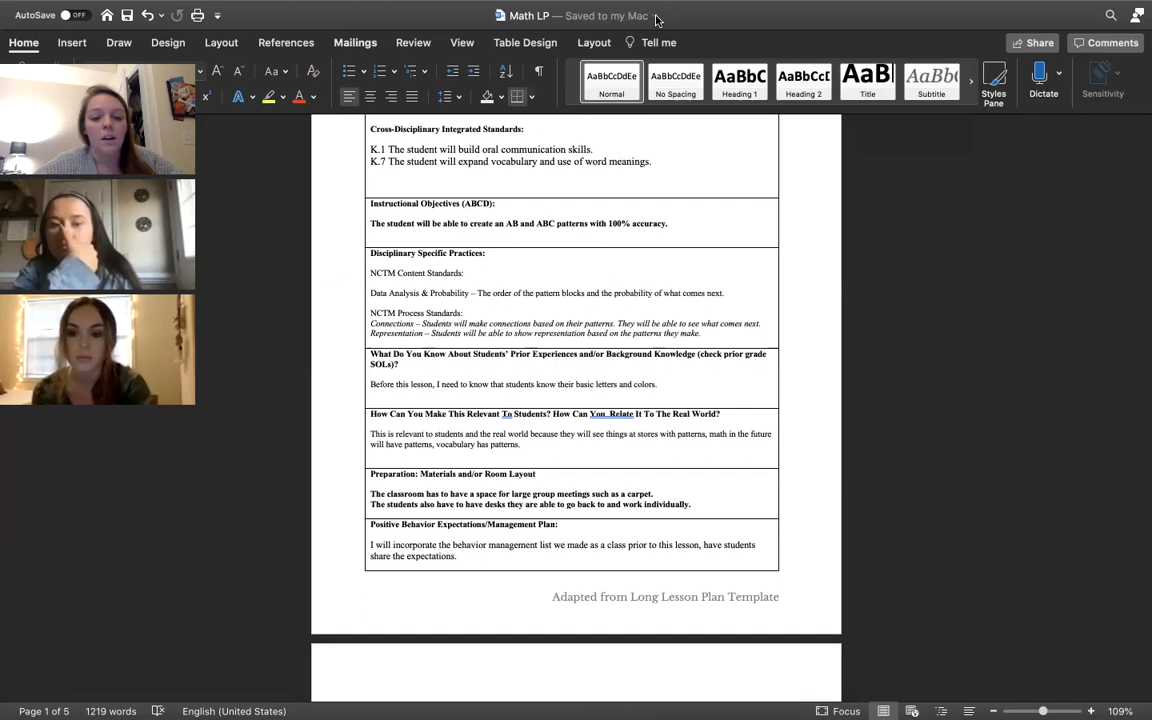 AutoSave OFF
Math LP — Saved to my Mac
Home Insert Draw Design Layout References Mailings Review View Table Design Layout Tell me
Share Comments
Aa
AaBbCcDdEe AaBbCcDdEe AaBbC AaBbCcI AaBl AaBb
Normal No Spacing Heading 1 Heading 2 Title Subtitle
Styles Pane
Dictate
Sensitivity
Cross-Disciplinary Integrated Standards:
K.1 The student will build oral communication skills.
K.7 The student will expand vocabulary and use of word meanings.
Instructional Objectives (ABCD):
The student will be able to create an AB and ABC patterns with 100% accuracy.
Disciplinary Specific Practices:
NCTM Content Standards:
Data Analysis & Probability – The order of the pattern blocks and the probability of what comes next.
NCTM Process Standards:
Connections – Students will make connections based on their patterns. They will be able to see what comes next.
Representation – Students will be able to show representation based on the patterns they make.
What Do You Know About Students' Prior Experiences and/or Background Knowledge (check prior grade
SOLs)?
Before this lesson, I need to know that students know their basic letters and colors.
How Can You Make This Relevant To Students? How Can You Relate It To The Real World?
This is relevant to students and the real world because they will see things at stores with patterns, math in the future
will have patterns, vocabulary has patterns.
Preparation: Materials and/or Room Layout
The classroom has to have a space for large group meetings such as a carpet.
The students also have to have desks they are able to go back to and work individually.
Positive Behavior Expectations/Management Plan:
I will incorporate the behavior management list we made as a class prior to this lesson, have students
share the expectations.
Adapted from Long Lesson Plan Template
Page 1 of 5 1219 words English (United States) Focus 109%